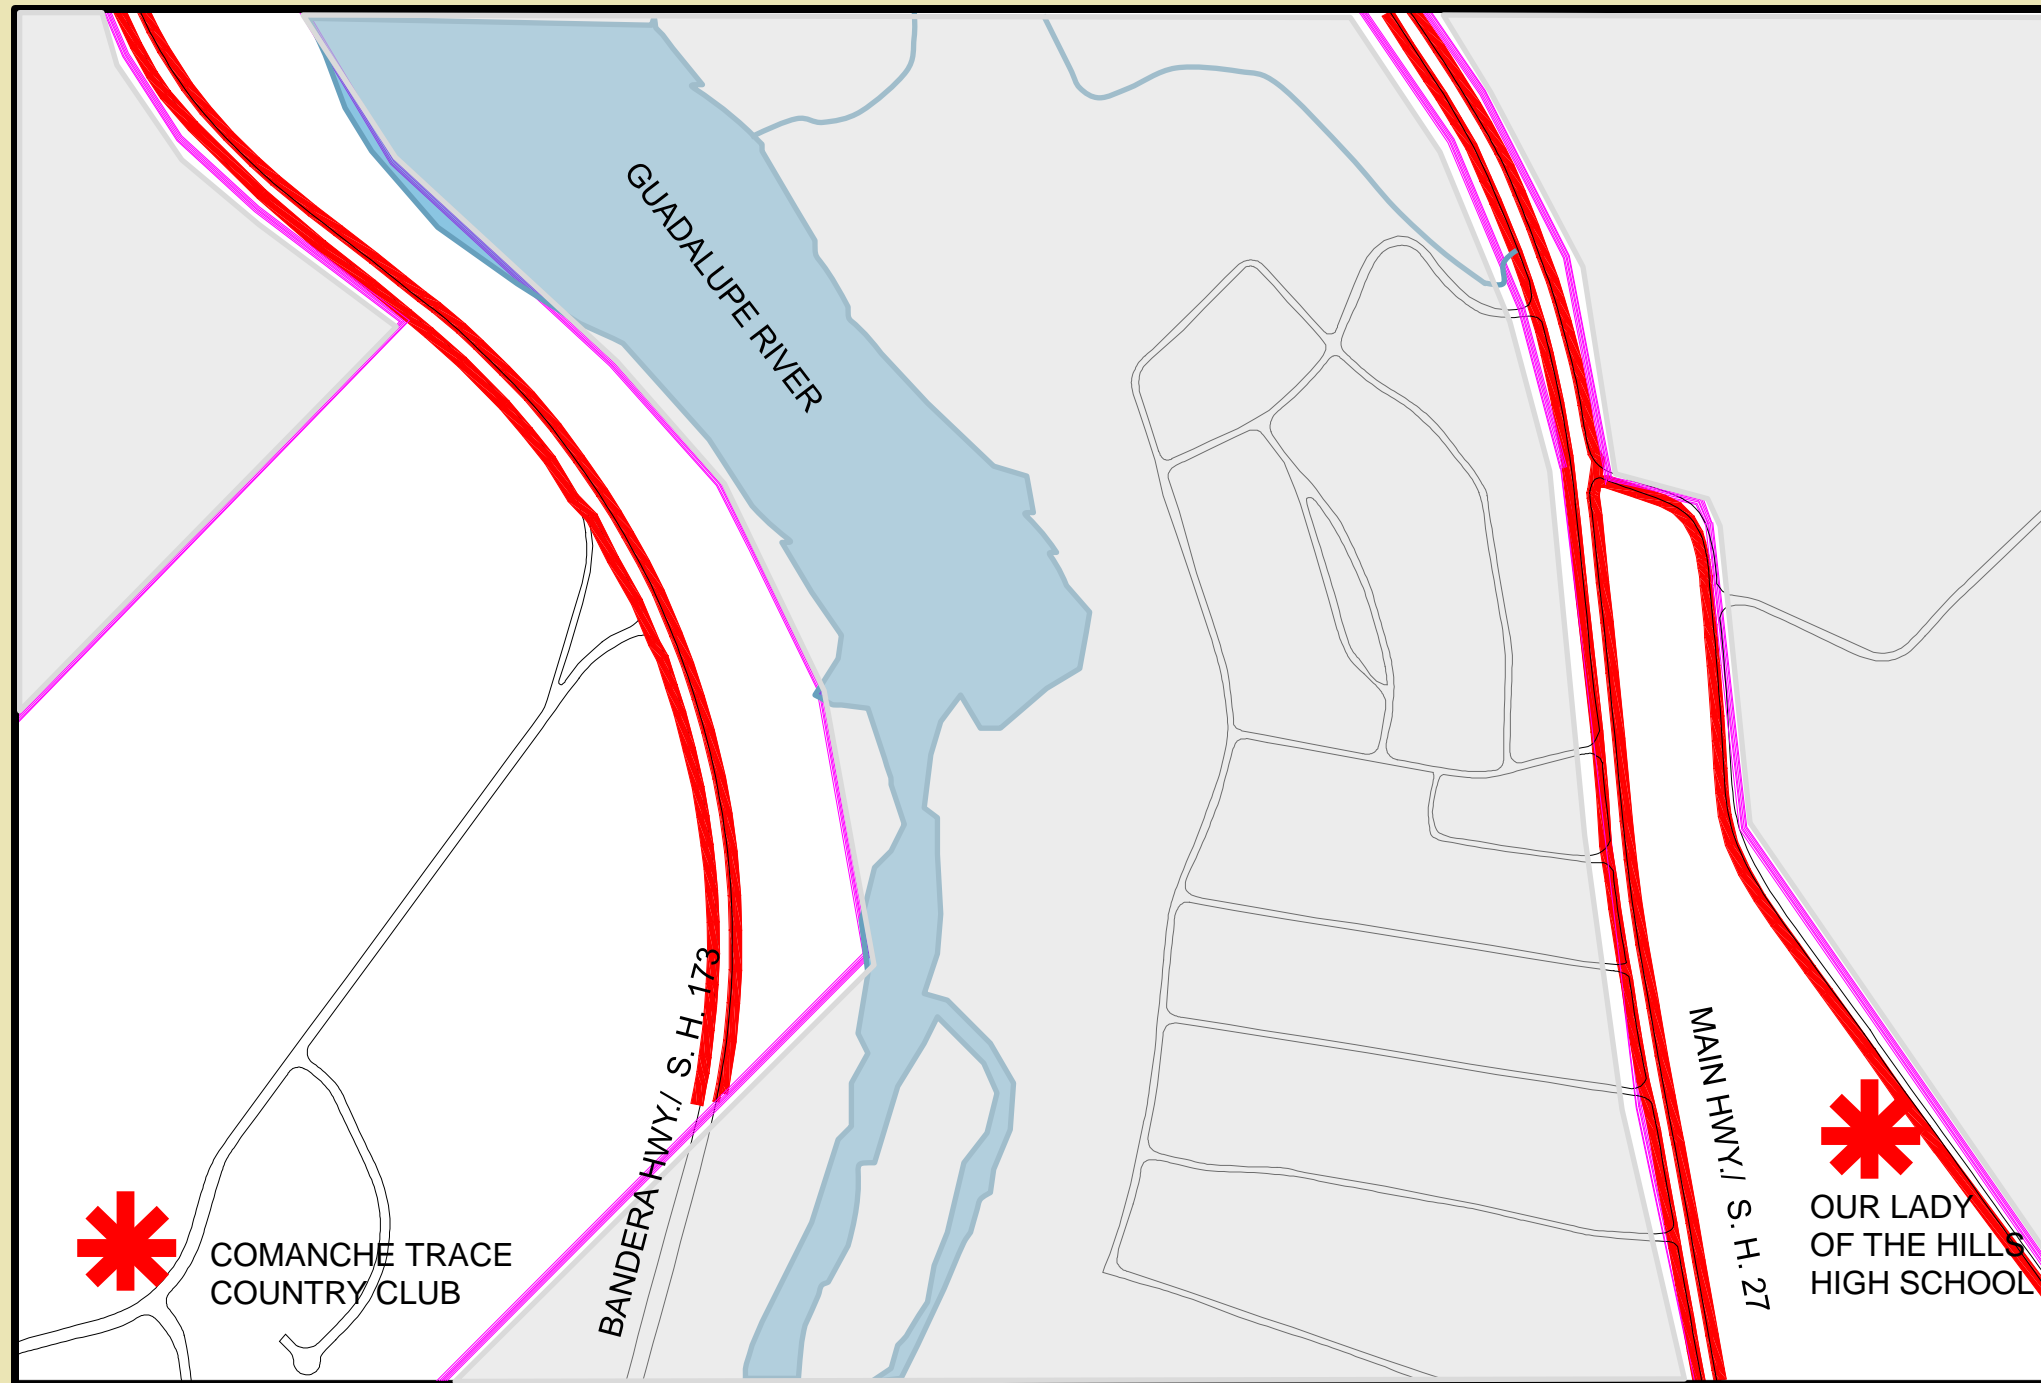 GUADALUPE RIVER
BANDERA HWY./ S. H. 173
MAIN HWY./ S. H. 27
COMANCHE TRACE
COUNTRY CLUB
OUR LADY
OF THE HILLS
HIGH SCHOOL